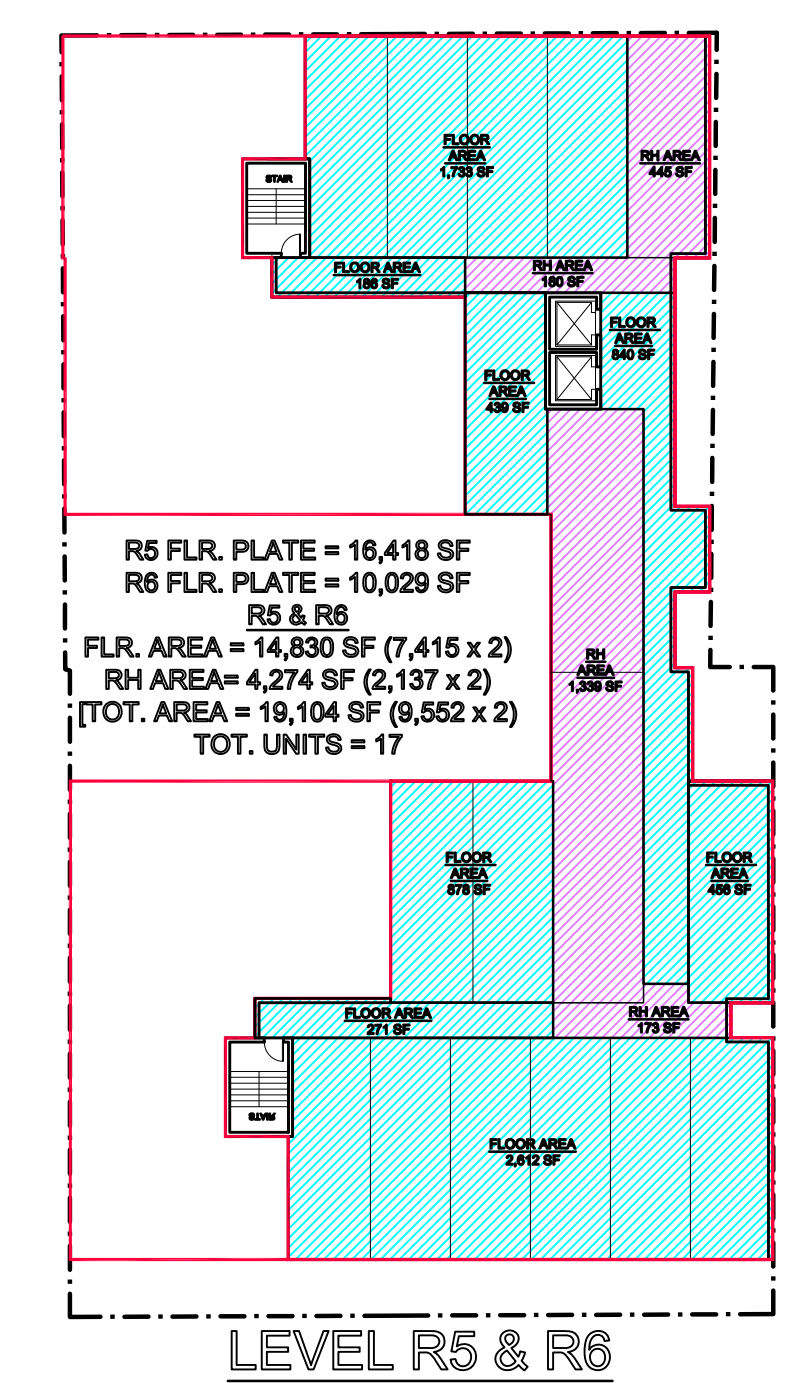 FLOOR
AREA
1,733 SF
RH AREA
445 SF
STAIR
FLOOR AREA
186 SF
RH AREA
180 SF
FLOOR
AREA
840 SF
FLOOR
AREA
439 SF
R5 FLR. PLATE = 16,418 SF
R6 FLR. PLATE = 10,029 SF
R5 & R6
FLR. AREA = 14,830 SF (7,415 x 2)
RH AREA= 4,274 SF (2,137 x 2)
[TOT. AREA = 19,104 SF (9,552 x 2)
TOT. UNITS = 17
RH
AREA
1,339 SF
FLOOR
AREA
878 SF
FLOOR
AREA
456 SF
FLOOR AREA
271 SF
RH AREA
173 SF
STAIR
FLOOR AREA
2,612 SF
LEVEL R5 & R6